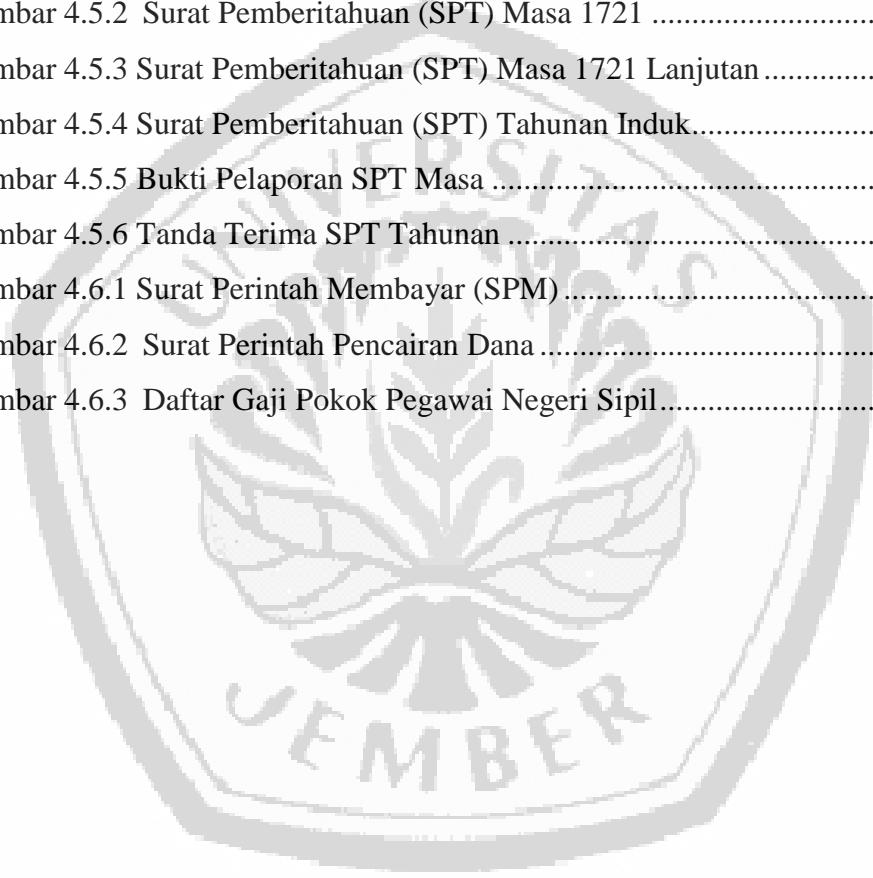 mbar 4.5.2  Surat Pemberitahuan (SPT) Masa 1721 ..........................
mbar 4.5.3 Surat Pemberitahuan (SPT) Masa 1721 Lanjutan..............
mbar 4.5.4 Surat Pemberitahuan (SPT) Tahunan Induk.......................
mbar 4.5.5 Bukti Pelaporan SPT Masa ................................................
mbar 4.5.6 Tanda Terima SPT Tahunan ..............................................
mbar 4.6.1 Surat Perintah Membayar (SPM).......................................
mbar 4.6.2  Surat Perintah Pencairan Dana ..........................................
mbar 4.6.3  Daftar Gaji Pokok Pegawai Negeri Sipil...........................
UNIVERSITAS
JEMBER